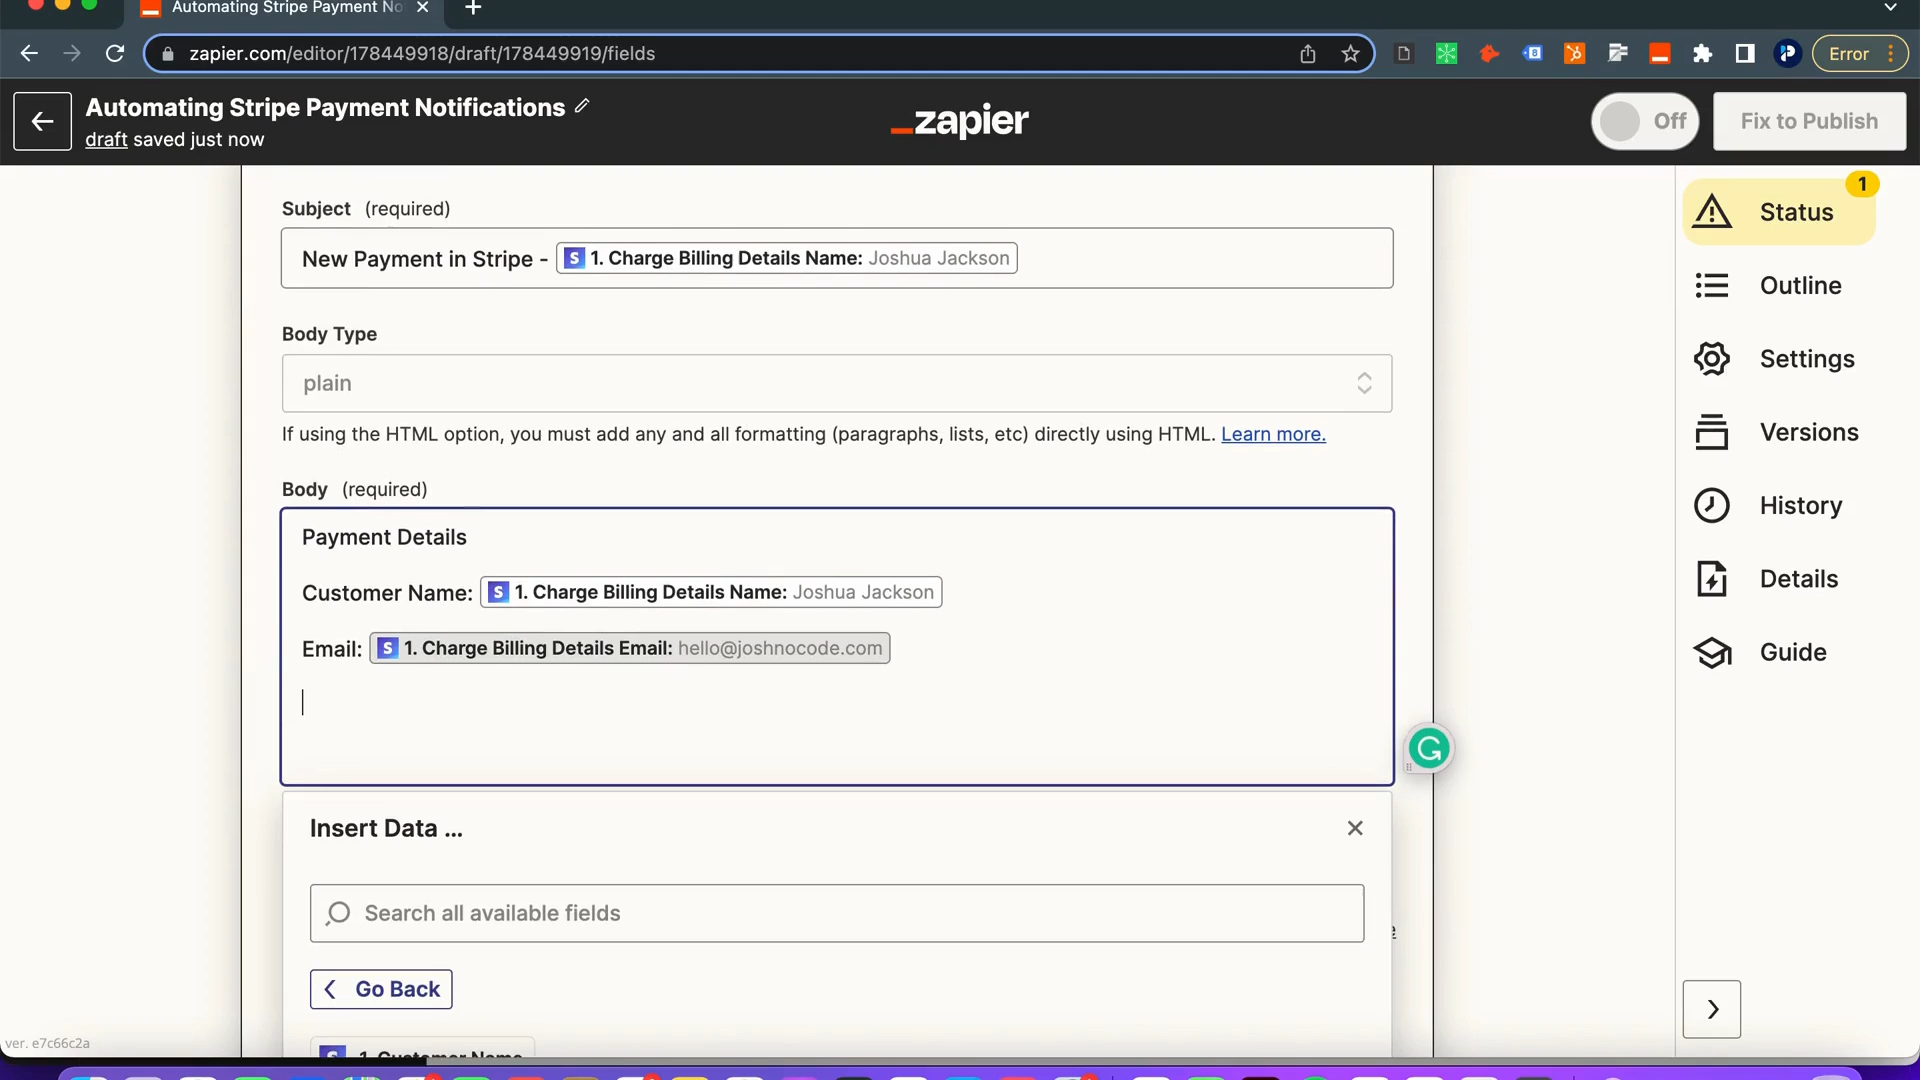 Automating Stripe Payment No
zapier.com/editor/178449918/draft/178449919/fields
Error
Automating Stripe Payment Notifications
draft saved just now
_zapier
Off
Fix to Publish
1
Status
Outline
Settings
Versions
History
Details
Guide
Subject (required)
New Payment in Stripe - S 1. Charge Billing Details Name: Joshua Jackson
Body Type
plain
If using the HTML option, you must add any and all formatting (paragraphs, lists, etc) directly using HTML. Learn more.
Body (required)
Payment Details
Customer Name: S 1. Charge Billing Details Name: Joshua Jackson
Email: S 1. Charge Billing Details Email: hello@joshnocode.com
Insert Data ...
Search all available fields
Go Back
1. Customer Name
ver. e7c66c2a